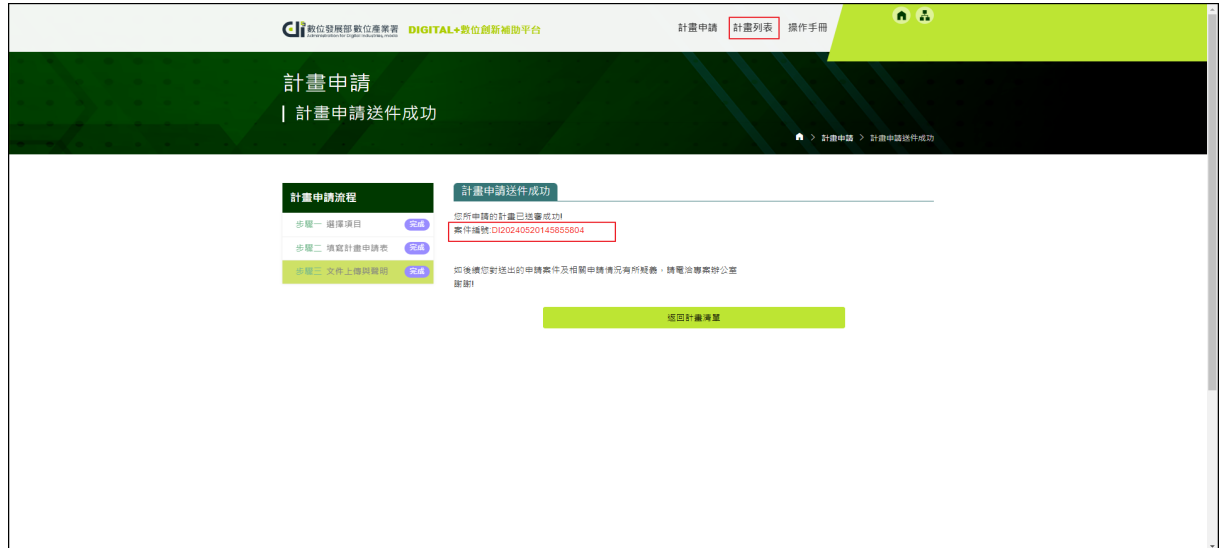 数位發展部數位產業署
Administration for Digital Industries, moda
DIGITAL+數位創新補助平台
計畫申請
計畫列表
操作手冊
計畫申請
計畫申請送件成功
> 計畫申請 > 計畫申請送件成功
計畫申請流程
步驟一 選擇項目 完成
步驟二 填寫計畫申請表 完成
步驟三 文件上傳與聲明 完成
計畫申請送件成功
您所申請的計畫已送審成功!
案件編號:DI20240520145855804
如後續您對送出的申請案件及相關申請情況有所疑義，請電洽專案辦公室
謝謝!
返回計畫清單